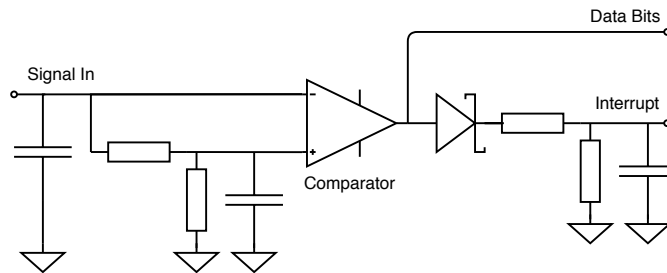 Data Bits
Signal In
Interrupt
Comparator